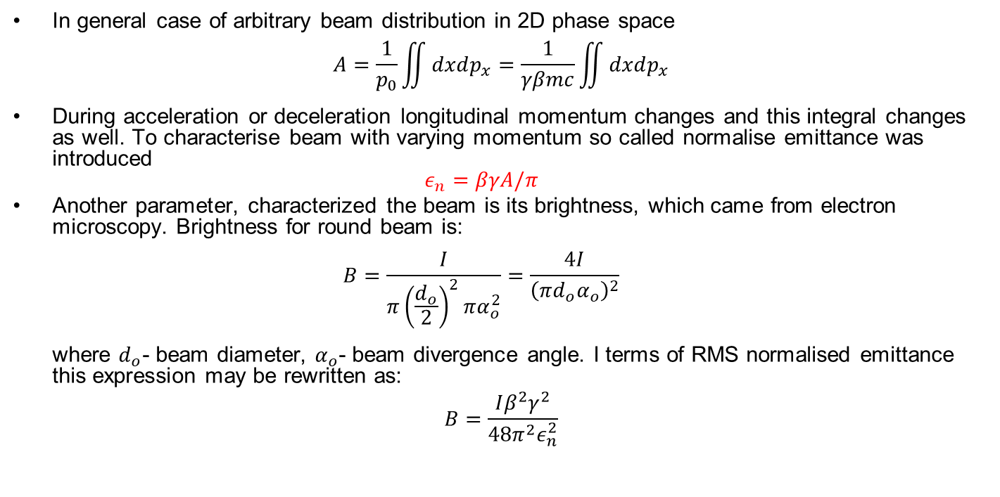 • In general case of arbitrary beam distribution in 2D phase space
$A = \frac{1}{p_0} \iint dxdp_x = \frac{1}{\gamma\beta mc} \iint dxdp_x$
• During acceleration or deceleration longitudinal momentum changes and this integral changes
as well. To characterise beam with varying momentum so called normalise emittance was
introduced
$\epsilon_n = \beta\gamma A/\pi$
• Another parameter, characterized the beam is its brightness, which came from electron
microscopy. Brightness for round beam is:
$B = \frac{I}{\pi \left(\frac{d_o}{2}\right)^2 \pi\alpha_o^2} = \frac{4I}{(\pi d_o \alpha_o)^2}$
where $d_o$- beam diameter, $\alpha_o$- beam divergence angle. I terms of RMS normalised emittance
this expression may be rewritten as:
$B = \frac{I\beta^2\gamma^2}{48\pi^2\epsilon_n^2}$